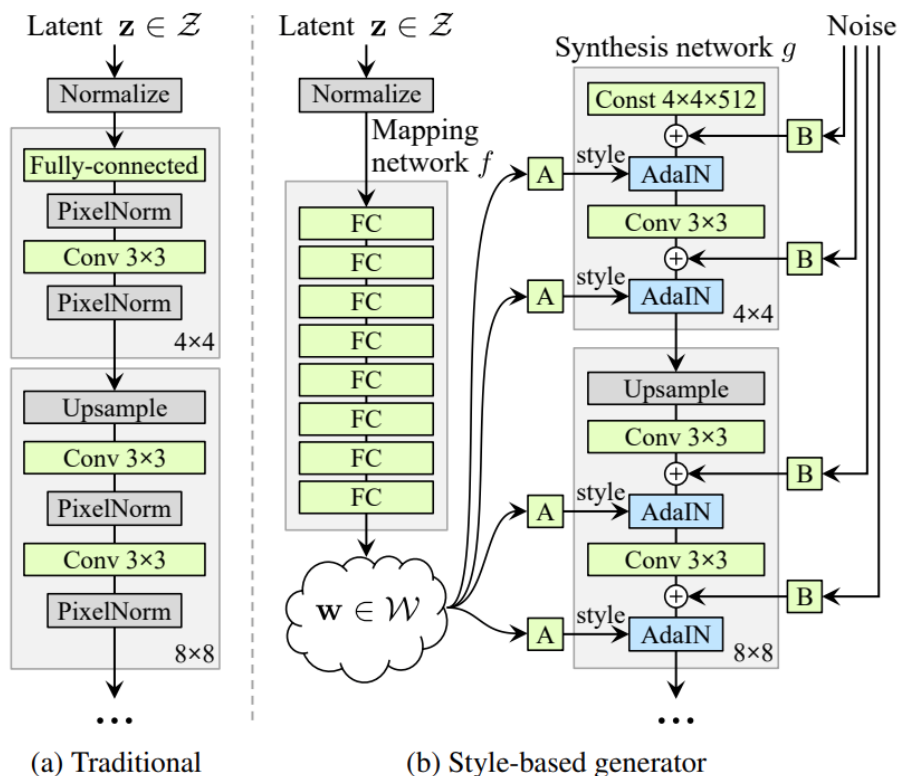 Latent z ∈ Z
Normalize
Fully-connected
PixelNorm
Conv 3×3
PixelNorm
4×4
Upsample
Conv 3×3
PixelNorm
Conv 3×3
PixelNorm
8×8
...
(a) Traditional
Latent z ∈ Z
Normalize
Mapping
network f
FC
FC
FC
FC
FC
FC
FC
FC
w ∈ W
A
style
A
style
A
style
A
style
Synthesis network g
Const 4×4×512
+
AdaIN
Conv 3×3
+
AdaIN
4×4
Upsample
Conv 3×3
+
AdaIN
Conv 3×3
+
AdaIN
8×8
...
Noise
B
B
B
B
(b) Style-based generator